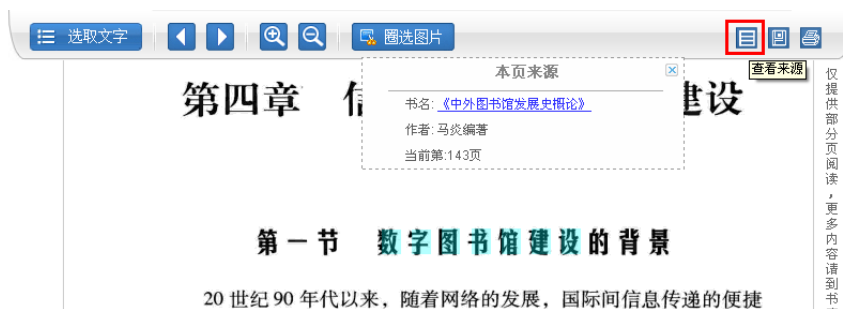 选取文字 圈选图片
查看来源
本页来源
书名:《中外图书馆发展史概论》
作者: 马炎编著
当前第:143页
第四章 信 建设
第一节 数字图书馆建设的背景
20 世纪 90 年代以来，随着网络的发展，国际间信息传递的便捷
仅提供部分页阅读，更多内容请到书